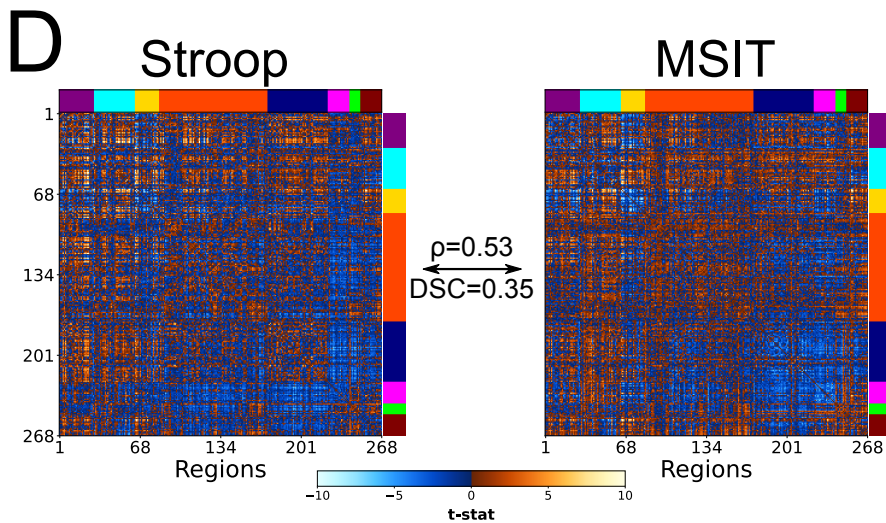 D
Stroop
MSIT
1
68
134
201
268
1 68 134 201 268
Regions
ρ=0.53
DSC=0.35
1 68 134 201 268
Regions
−10 −5 0 5 10
t-stat